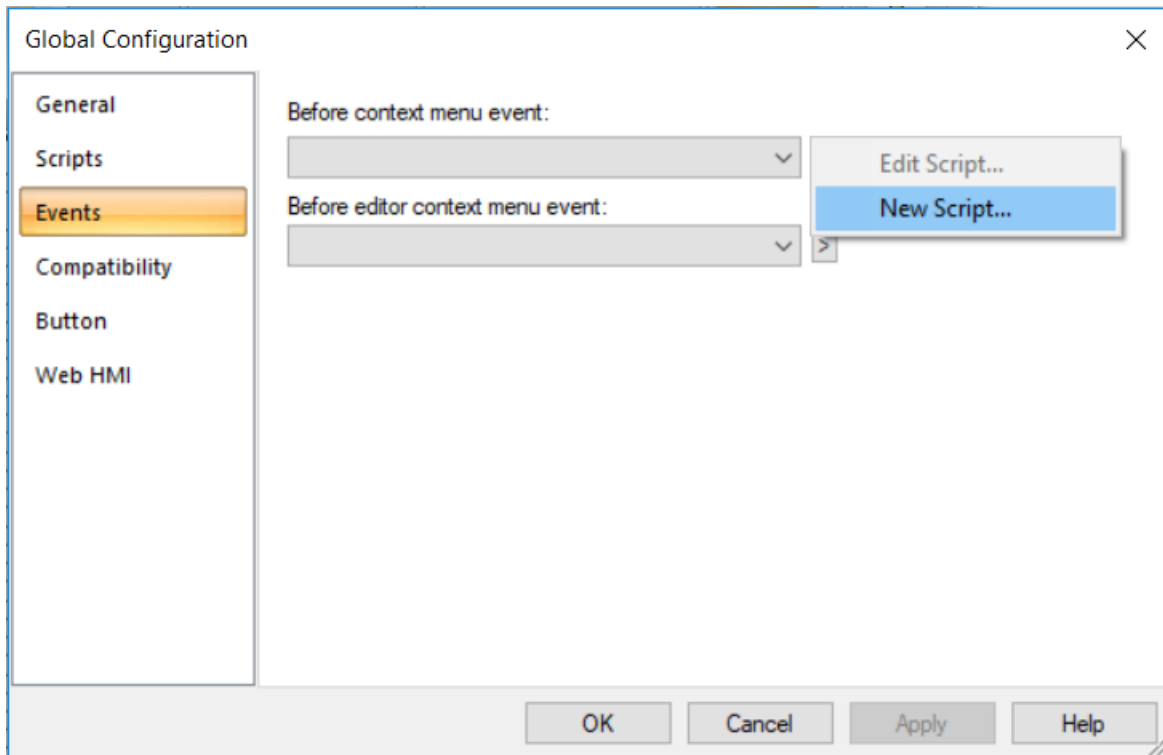 Global Configuration
General
Scripts
Events
Compatibility
Button
Web HMI
Before context menu event:
Edit Script...
New Script...
Before editor context menu event:
>
OK
Cancel
Apply
Help